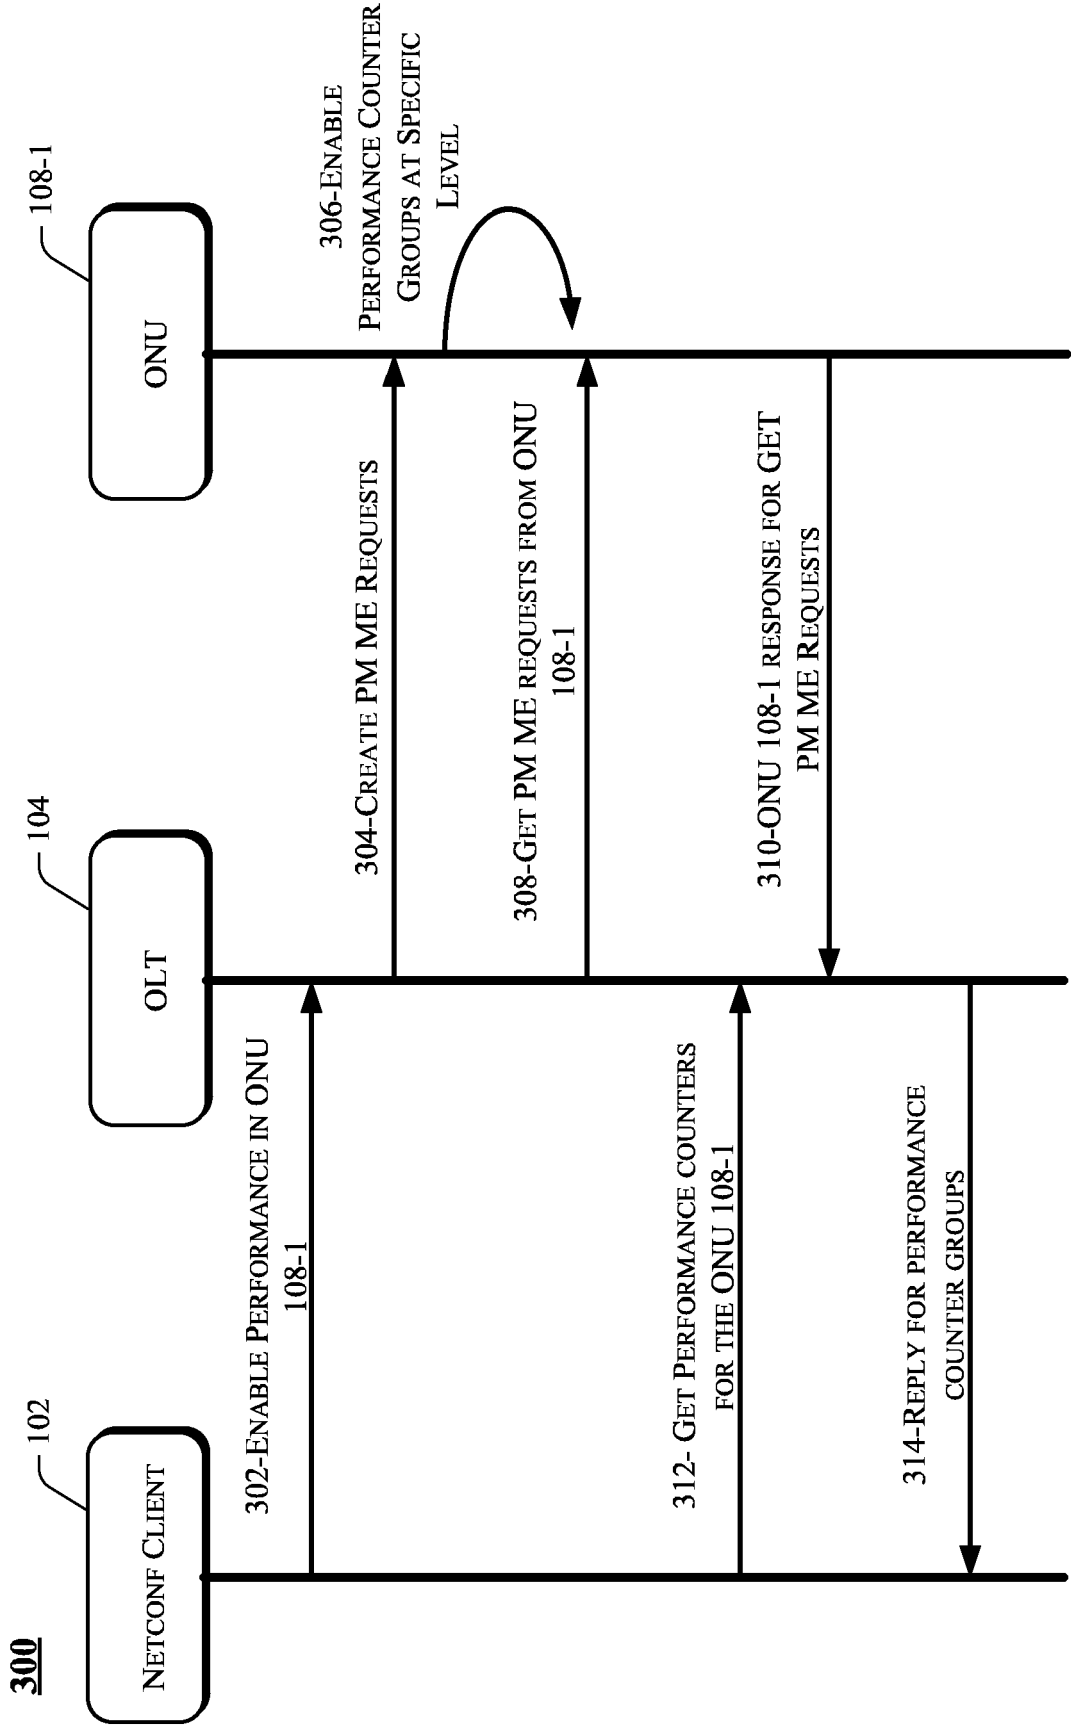 300
102
104
108-1
NETCONF CLIENT
OLT
ONU
302-ENABLE PERFORMANCE IN ONU
108-1
304-CREATE PM ME REQUESTS
306-ENABLE
PERFORMANCE COUNTER
GROUPS AT SPECIFIC
LEVEL
308-GET PM ME REQUESTS FROM ONU
108-1
312- GET PERFORMANCE COUNTERS
FOR THE ONU 108-1
310-ONU 108-1 RESPONSE FOR GET
PM ME REQUESTS
314-REPLY FOR PERFORMANCE
COUNTER GROUPS